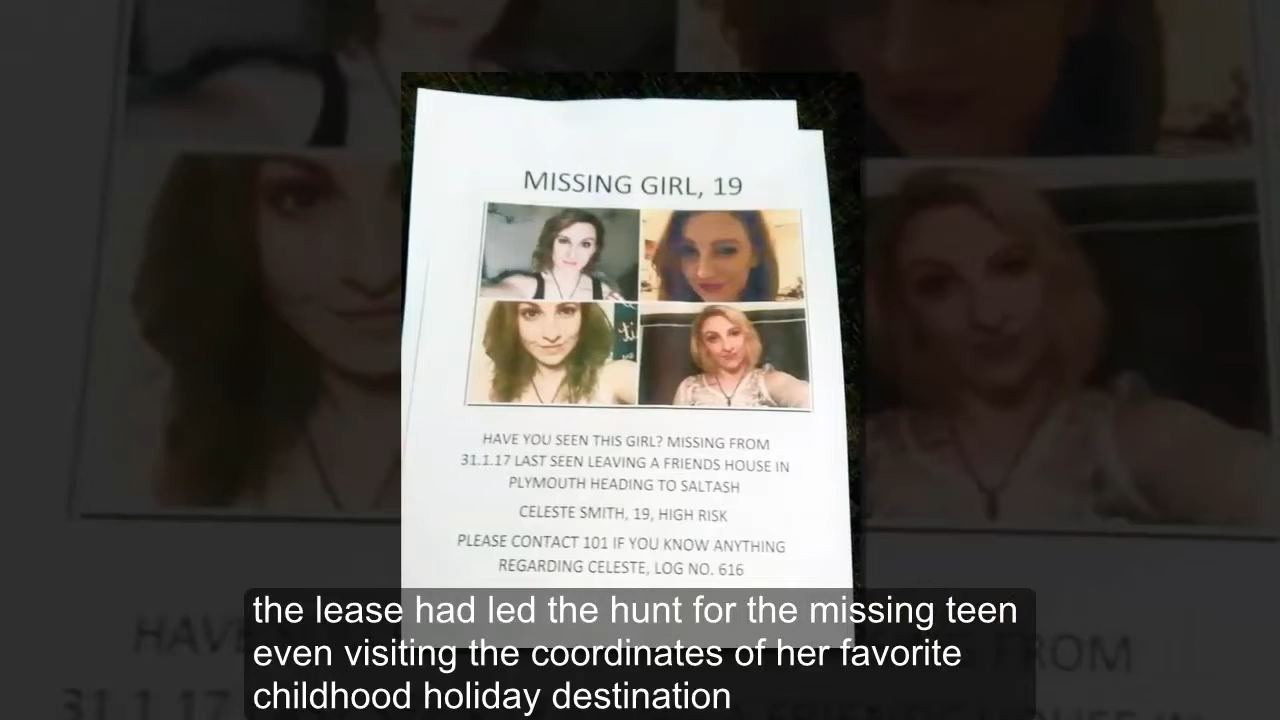 MISSING GIRL, 19
HAVE YOU SEEN THIS GIRL? MISSING FROM
31.1.17 LAST SEEN LEAVING A FRIENDS HOUSE IN
PLYMOUTH HEADING TO SALTASH
CELESTE SMITH, 19, HIGH RISK
PLEASE CONTACT 101 IF YOU KNOW ANYTHING
REGARDING CELESTE, LOG NO. 616
the lease had led the hunt for the missing teen
even visiting the coordinates of her favorite
childhood holiday destination